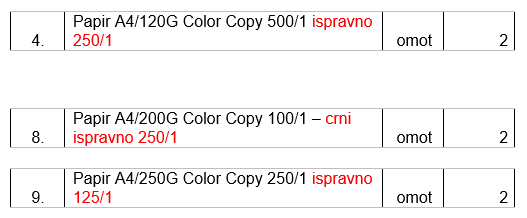 Papir A4/120G Color Copy 500/1 ispravno
4. 250/1 omot 2
Papir A4/200G Color Copy 100/1 – crni
8. ispravno 250/1 omot 2
Papir A4/250G Color Copy 250/1 ispravno
9. 125/1 omot 2